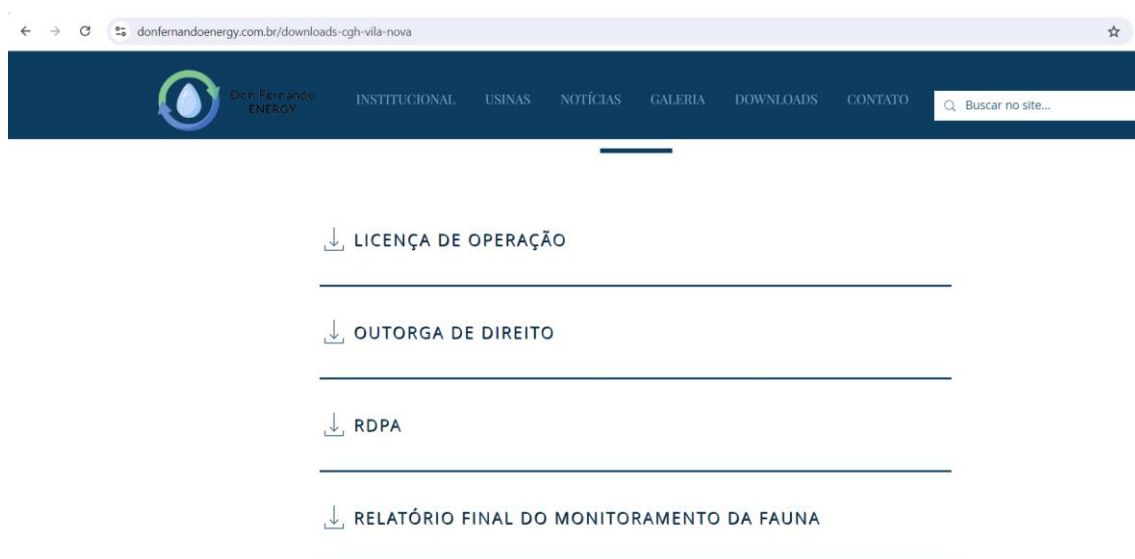 donfernandoenergy.com.br/downloads-cgh-vila-nova
Don Fernando
ENERGY
INSTITUCIONAL USINAS NOTÍCIAS GALERIA DOWNLOADS CONTATO
Buscar no site...
LICENÇA DE OPERAÇÃO
OUTORGA DE DIREITO
RDPA
RELATÓRIO FINAL DO MONITORAMENTO DA FAUNA